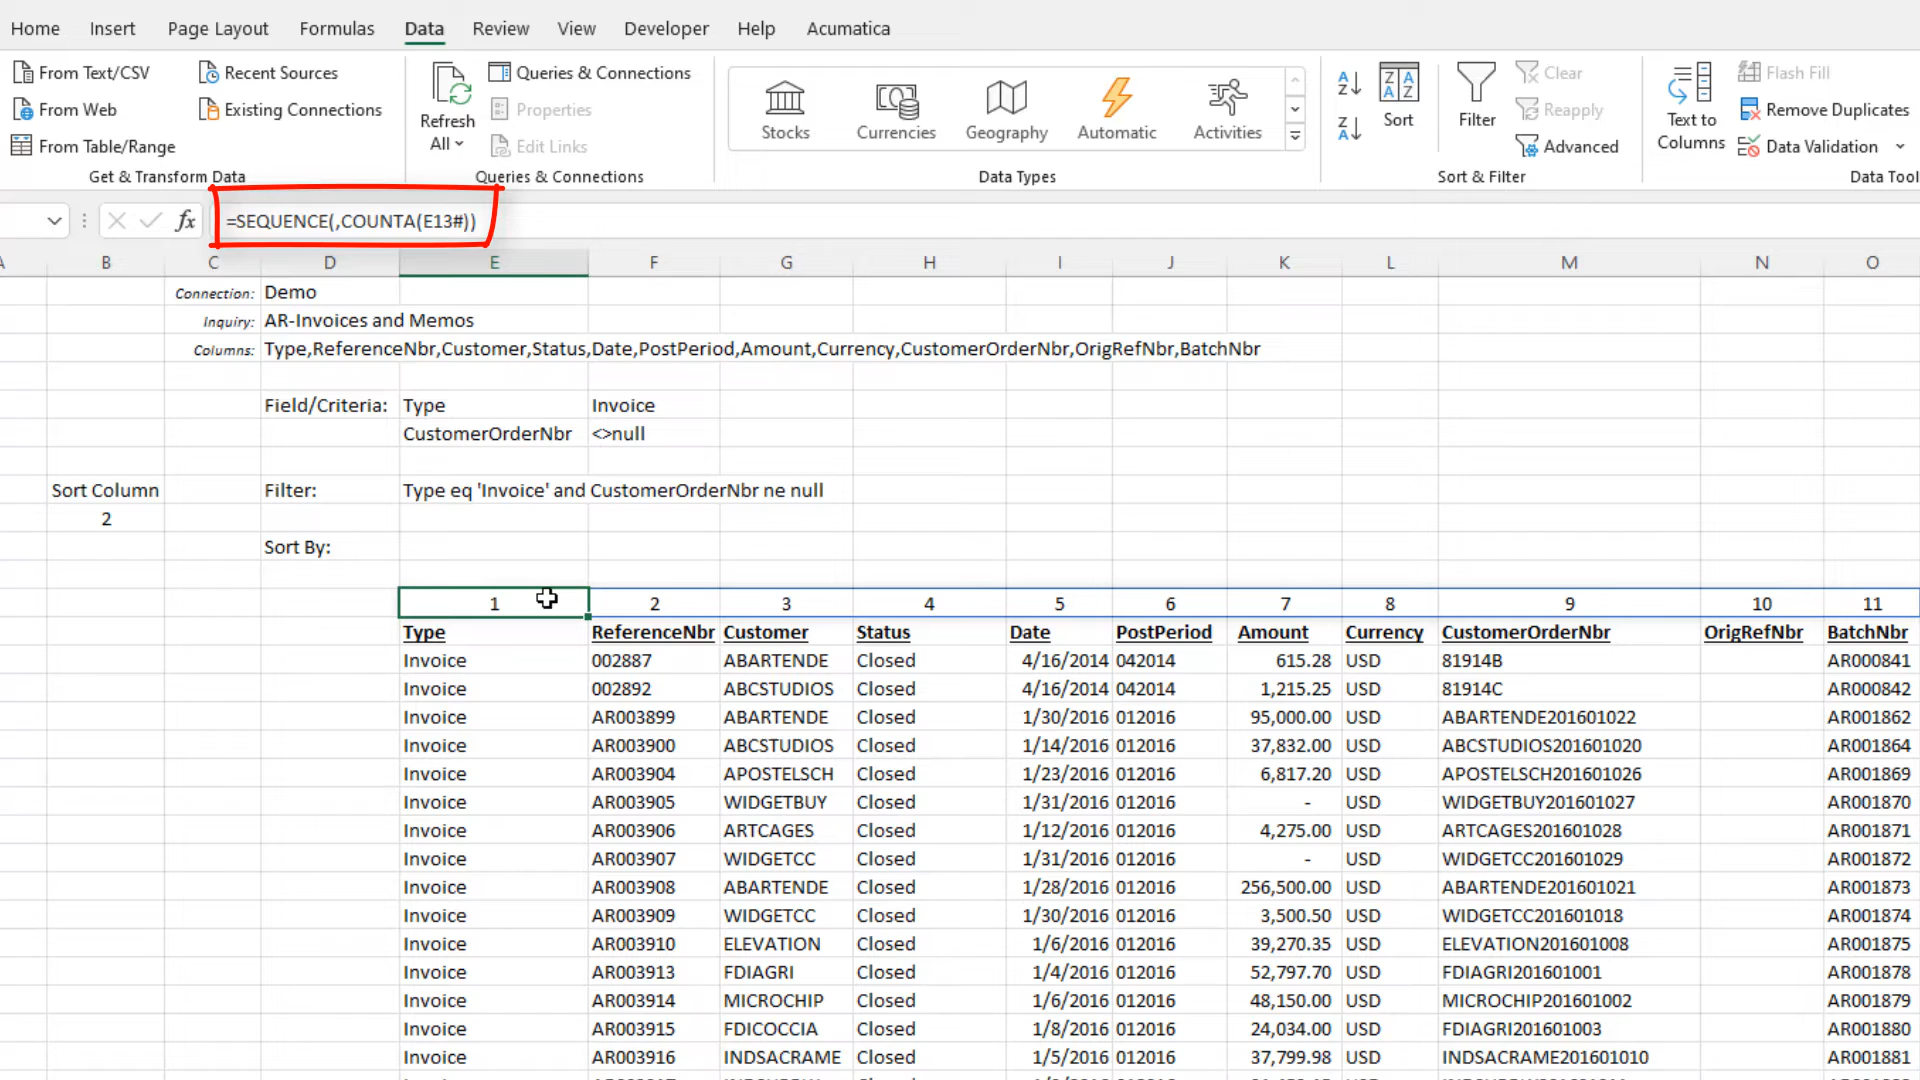 Home Insert Page Layout Formulas Data Review View Developer Help Acumatica
From Text/CSV Recent Sources Queries & Connections Clear Flash Fill
From Web Existing Connections Properties Reapply Remove Duplicates
From Table/Range Refresh All Edit Links Stocks Currencies Geography Automatic Activities Sort Filter Advanced Text to Columns Data Validation
Get & Transform Data Queries & Connections Data Types Sort & Filter Data Tool
fx =SEQUENCE(,COUNTA(E13#))
A B C D E F G H I J K L M N O
Connection: Demo
Inquiry: AR-Invoices and Memos
Columns: Type,ReferenceNbr,Customer,Status,Date,PostPeriod,Amount,Currency,CustomerOrderNbr,OrigRefNbr,BatchNbr
Field/Criteria: Type Invoice
CustomerOrderNbr <>null
Sort Column Filter: Type eq 'Invoice' and CustomerOrderNbr ne null
2
Sort By:
1 2 3 4 5 6 7 8 9 10 11
Type ReferenceNbr Customer Status Date PostPeriod Amount Currency CustomerOrderNbr OrigRefNbr BatchNbr
Invoice 002887 ABARTENDE Closed 4/16/2014 042014 615.28 USD 81914B AR000841
Invoice 002892 ABCSTUDIOS Closed 4/16/2014 042014 1,215.25 USD 81914C AR000842
Invoice AR003899 ABARTENDE Closed 1/30/2016 012016 95,000.00 USD ABARTENDE201601022 AR001862
Invoice AR003900 ABCSTUDIOS Closed 1/14/2016 012016 37,832.00 USD ABCSTUDIOS201601020 AR001864
Invoice AR003904 APOSTELSCH Closed 1/23/2016 012016 6,817.20 USD APOSTELSCH201601026 AR001869
Invoice AR003905 WIDGETBUY Closed 1/31/2016 012016 - USD WIDGETBUY201601027 AR001870
Invoice AR003906 ARTCAGES Closed 1/12/2016 012016 4,275.00 USD ARTCAGES201601028 AR001871
Invoice AR003907 WIDGETCC Closed 1/31/2016 012016 - USD WIDGETCC201601029 AR001872
Invoice AR003908 ABARTENDE Closed 1/28/2016 012016 256,500.00 USD ABARTENDE201601021 AR001873
Invoice AR003909 WIDGETCC Closed 1/30/2016 012016 3,500.50 USD WIDGETCC201601018 AR001874
Invoice AR003910 ELEVATION Closed 1/6/2016 012016 39,270.35 USD ELEVATION201601008 AR001875
Invoice AR003913 FDIAGRI Closed 1/4/2016 012016 52,797.70 USD FDIAGRI201601001 AR001878
Invoice AR003914 MICROCHIP Closed 1/6/2016 012016 48,150.00 USD MICROCHIP201601002 AR001879
Invoice AR003915 FDICOCCIA Closed 1/8/2016 012016 24,034.00 USD FDIAGRI201601003 AR001880
Invoice AR003916 INDSACRAME Closed 1/5/2016 012016 37,799.98 USD INDSACRAME201601010 AR001881